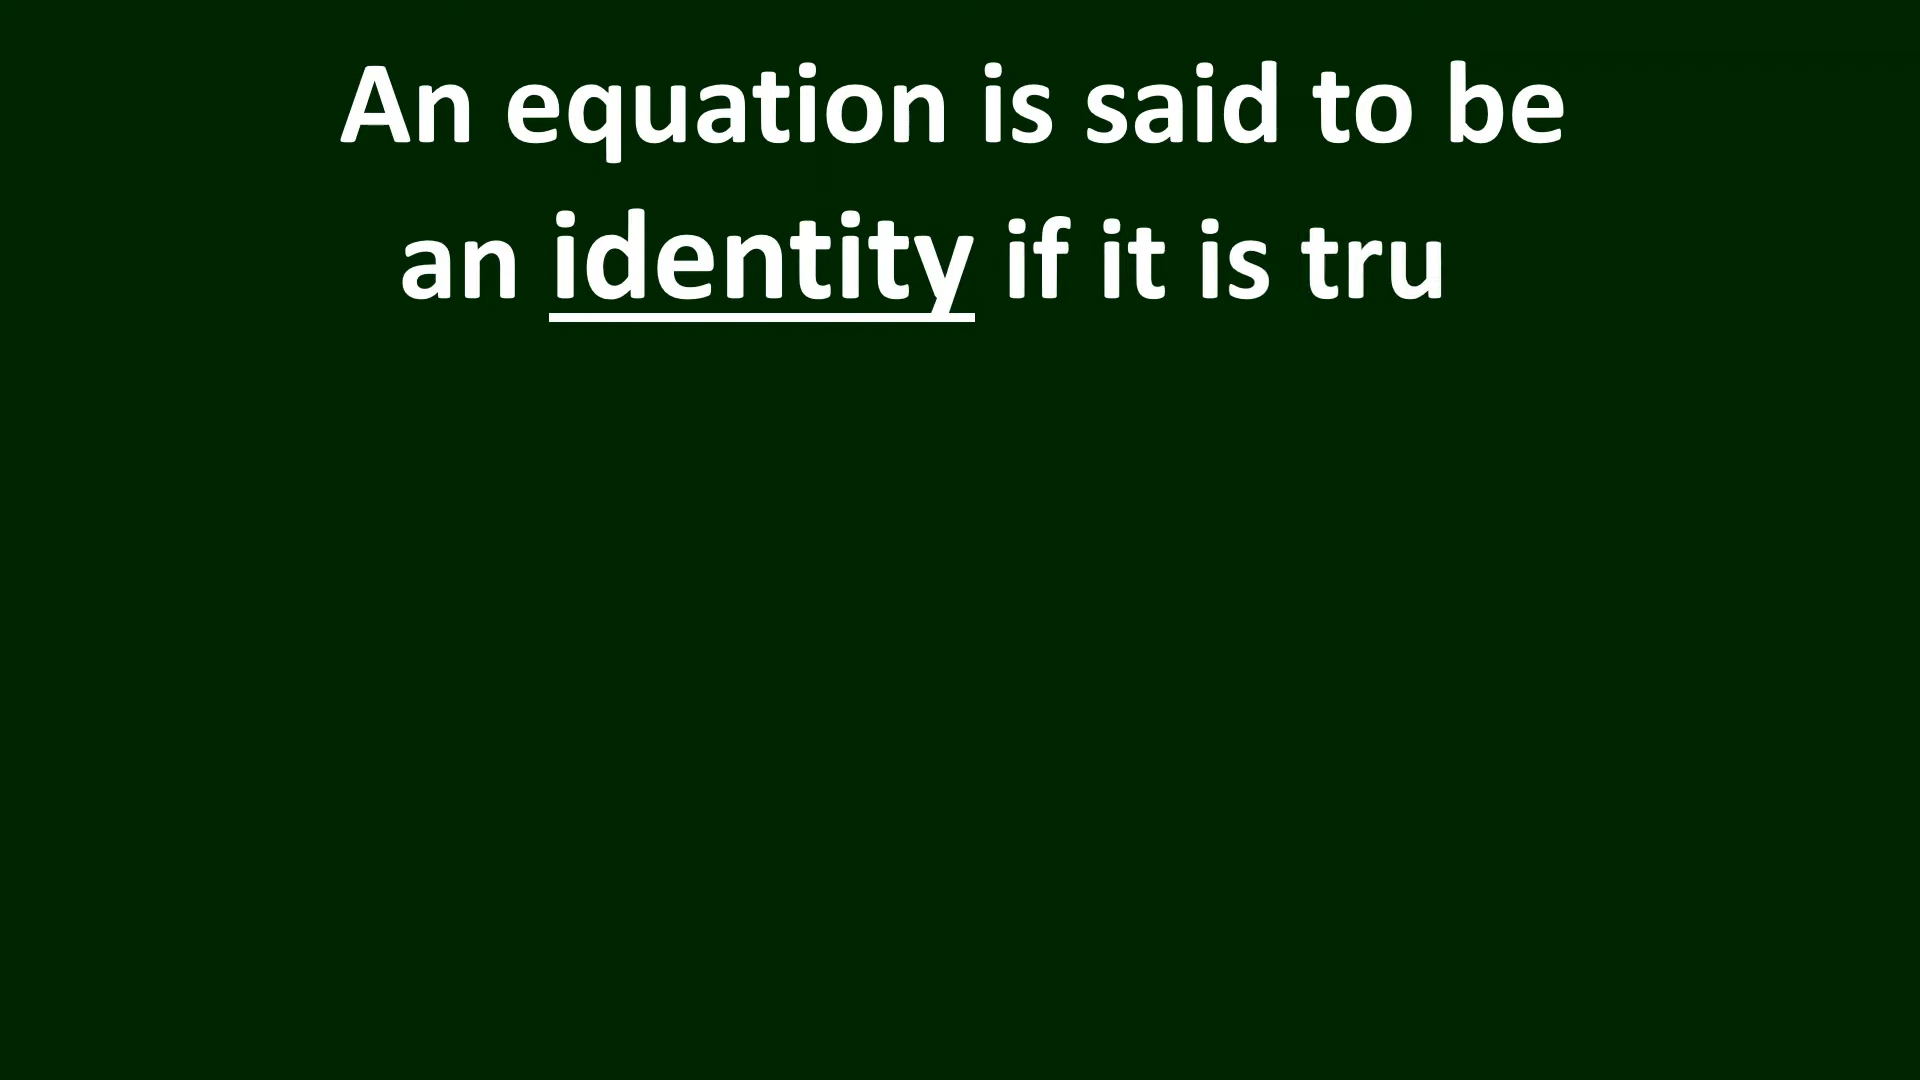 An equation is said to be
an identity if it is tru